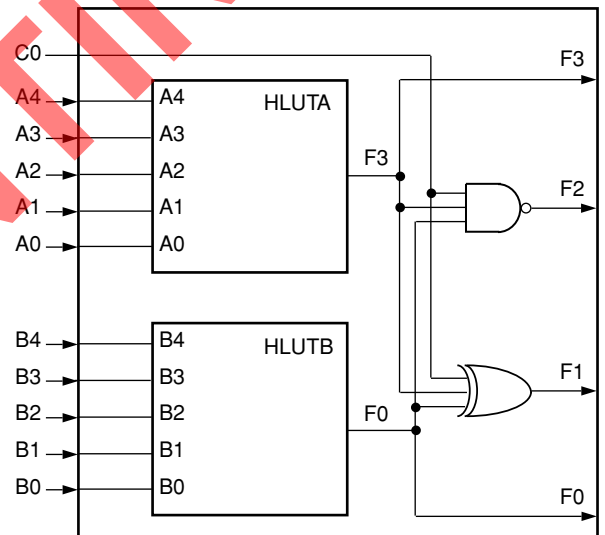 C0
F3
A4 A4 HLUTA
A3 A3
A2 A2 F3 F2
A1 A1
A0 A0
B4 B4 HLUTB
B3 B3 F1
B2 B2 F0
B1 B1
B0 B0 F0